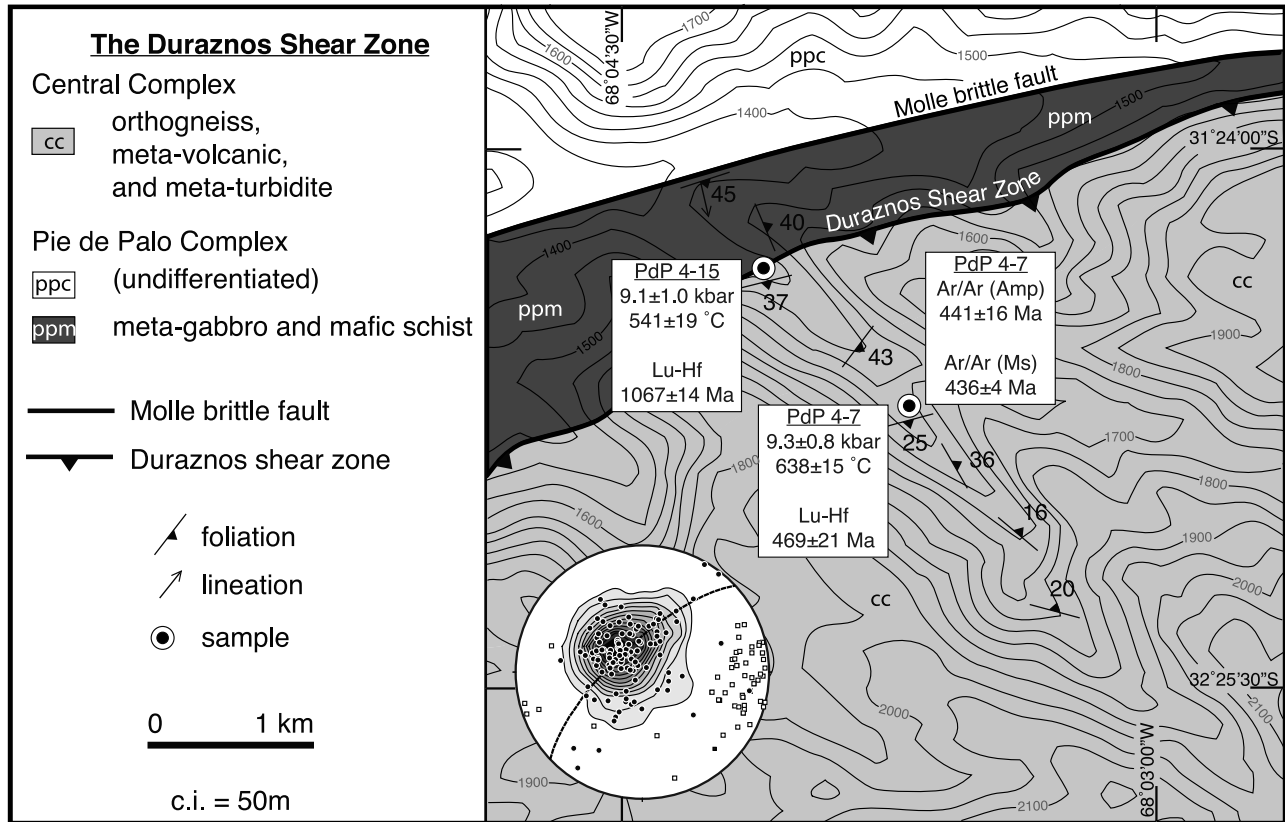 The Duraznos Shear Zone
Central Complex
cc
orthogneiss,
meta-volcanic,
and meta-turbidite
Pie de Palo Complex
ppc
(undifferentiated)
ppm
meta-gabbro and mafic schist
Molle brittle fault
Duraznos shear zone
foliation
lineation
sample
0 1 km
c.i. = 50m
1700
1600
68˚04'30"W
ppc
1500
1400
Molle brittle fault
1500
ppm
31˚24'00"S
45
40
Duraznos Shear Zone
1400
1600
PdP 4-15
9.1±1.0 kbar
541±19 ˚C
Lu-Hf
1067±14 Ma
37
PdP 4-7
Ar/Ar (Amp)
441±16 Ma
Ar/Ar (Ms)
436±4 Ma
cc
ppm
1500
43
1900
1800
PdP 4-7
9.3±0.8 kbar
638±15 ˚C
Lu-Hf
469±21 Ma
25
36
1700
1800
1800
1600
16
1900
20
2000
cc
32˚25'30"S
2000
2100
68˚03'00"W
1900
2100